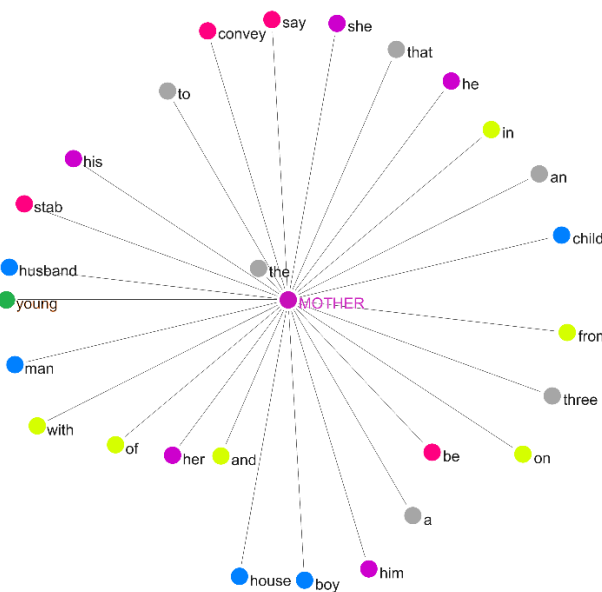 say
she
convey
that
he
to
in
his
an
stab
child
husband
the
young
MOTHER
from
man
three
with
of
her
and
be
on
a
house
boy
him